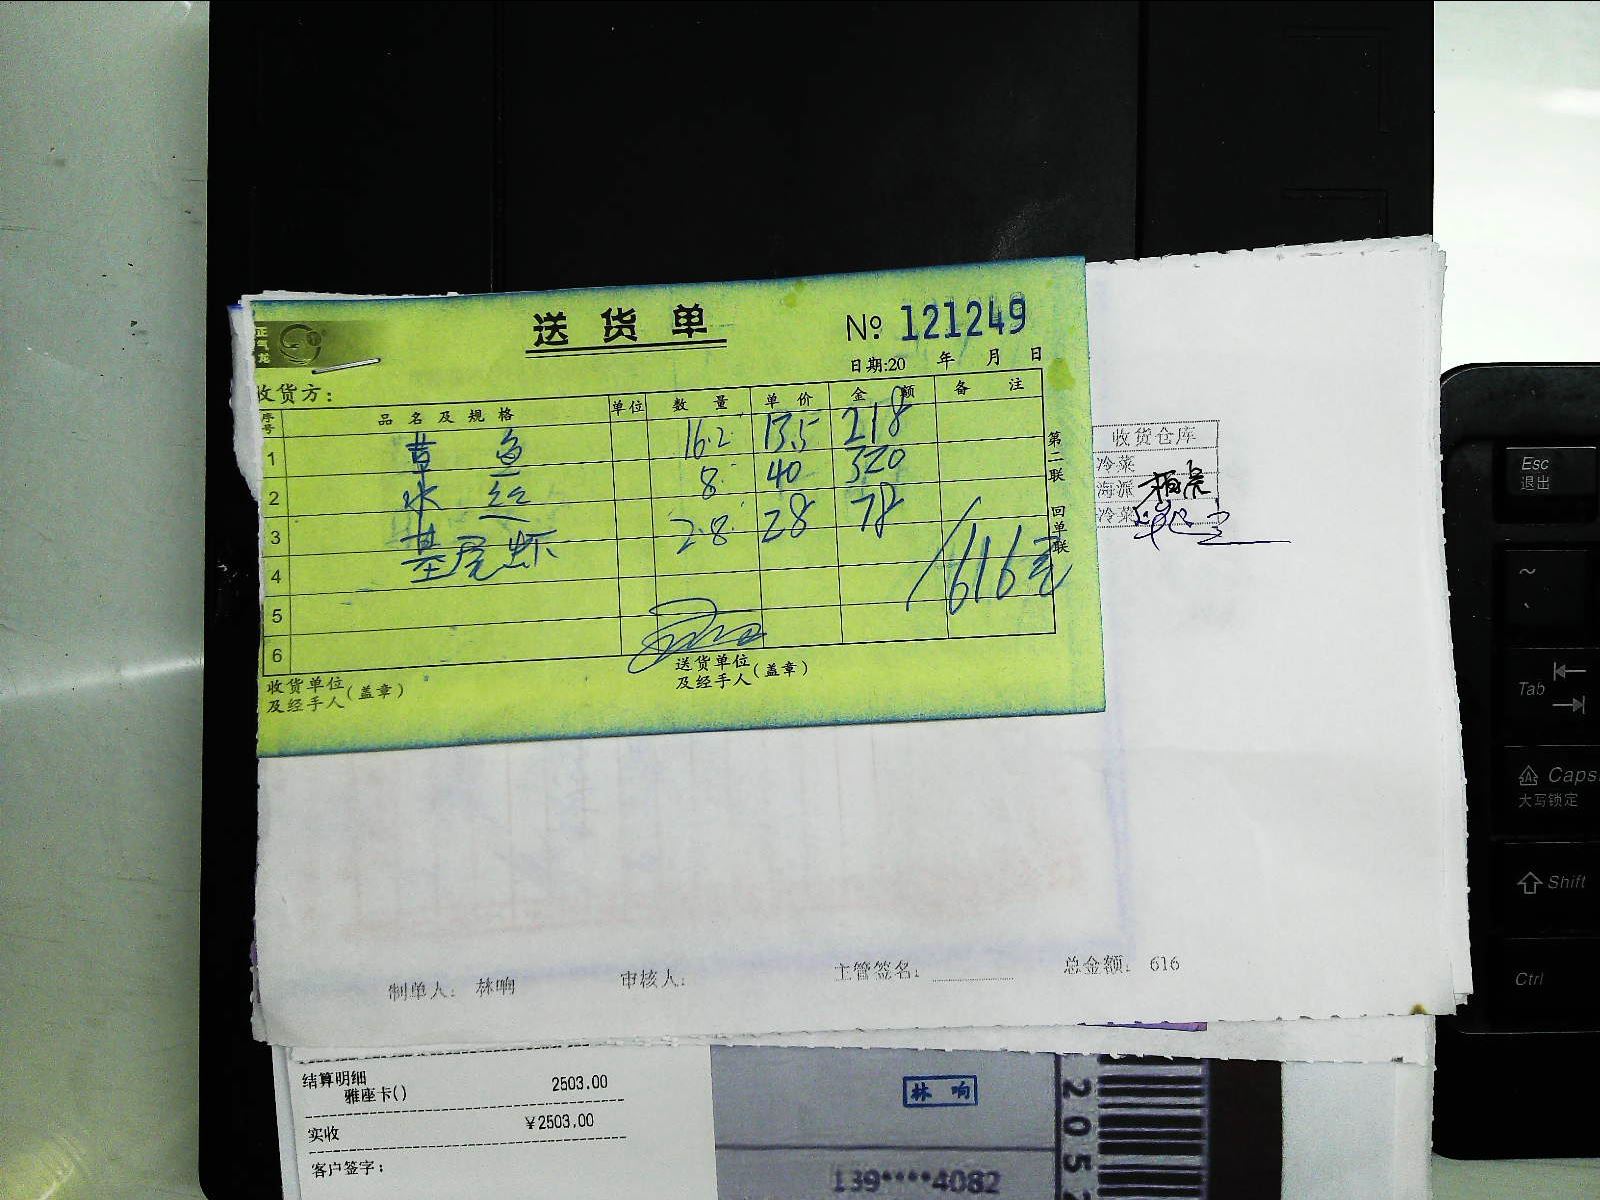 正气龙
送货单
№ 121249
日期:20 年 月 日
收货方:
序号 品名及规格 单位 数量 单价 金额 备注
1 草鱼 16.2 13.5 218
2 水 8 40 320
3 基尾虾 2.8 28 78
4
5
6
616元
第二联 回单联
收货单位及经手人(盖章)
送货单位及经手人(盖章)
收货仓库
冷菜
海派
冷菜
制单人: 林响 审核人: 主管签名: 总金额: 616
结算明细
雅座卡() 2503.00
实收 ¥2503.00
客户签字:
林 响
139****4082
2052
Esc
退出
~
Tab
Caps
大写锁定
Shift
Ctrl